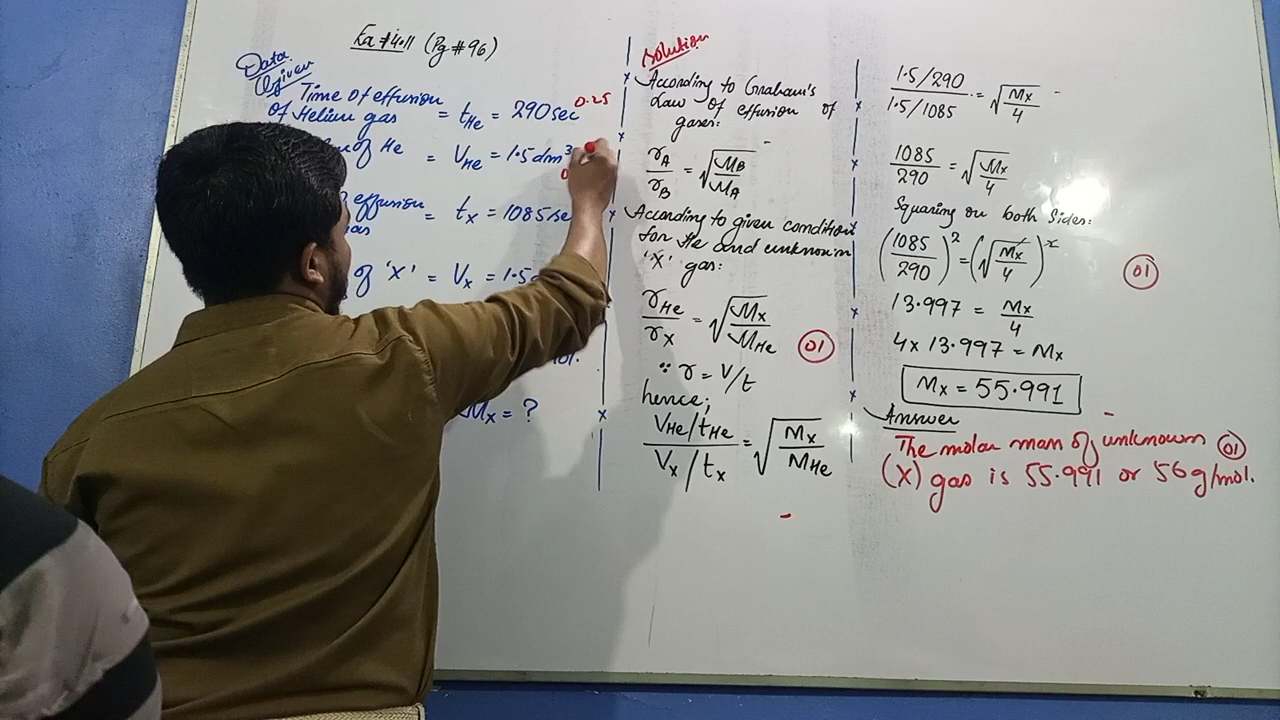 Ex # 4.11 (Pg # 96)
Data
Given
Time of effusion
of Helium gas = tHe = 290 sec 0.25
of He = VHe = 1.5 dm³
effusion = tx = 1085 se
of 'X' = Vx = 1.5
Mx = ?
Solution
According to Graham's
Law of effusion of
gases:
rA/rB = √MB/MA
According to given condition
for He and unknown
'X' gas:
rHe/rX = √Mx/MHe
01
∵ r = V/t
hence;
VHe/tHe / Vx/tx = √Mx/MHe
1.5/290 / 1.5/1085 = √Mx/4
1085/290 = √Mx/4
Squaring on both Sides:
(1085/290)² = (√Mx/4)²
01
13.997 = Mx/4
4x 13.997 = Mx
Mx = 55.991
Answer
The molar mass of unknown 01
(X) gas is 55.991 or 56 g/mol.